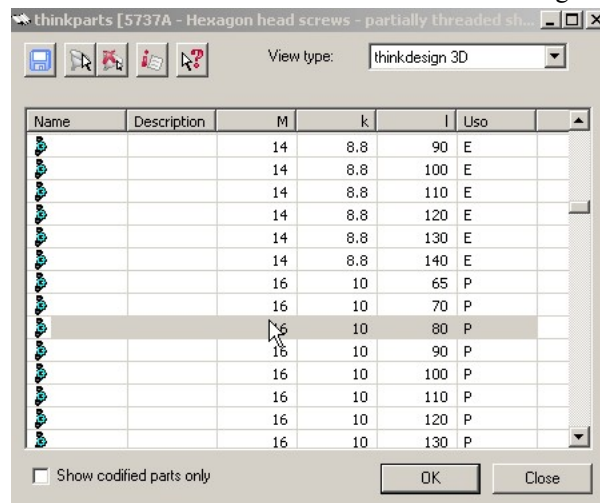 thinkparts [5737A - Hexagon head screws - partially threaded sh...
View type: thinkdesign 3D
Name Description M k l Uso
14 8.8 90 E
14 8.8 100 E
14 8.8 110 E
14 8.8 120 E
14 8.8 130 E
14 8.8 140 E
16 10 65 P
16 10 70 P
16 10 80 P
16 10 90 P
16 10 100 P
16 10 110 P
16 10 120 P
16 10 130 P
Show codified parts only OK Close